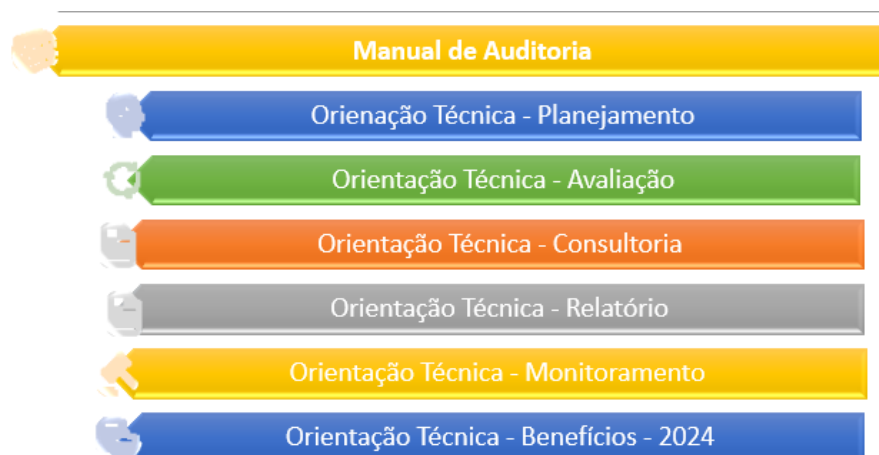 Manual de Auditoria
Orienação Técnica - Planejamento
Orientação Técnica - Avaliação
Orientação Técnica - Consultoria
Orientação Técnica - Relatório
Orientação Técnica - Monitoramento
Orientação Técnica - Benefícios - 2024